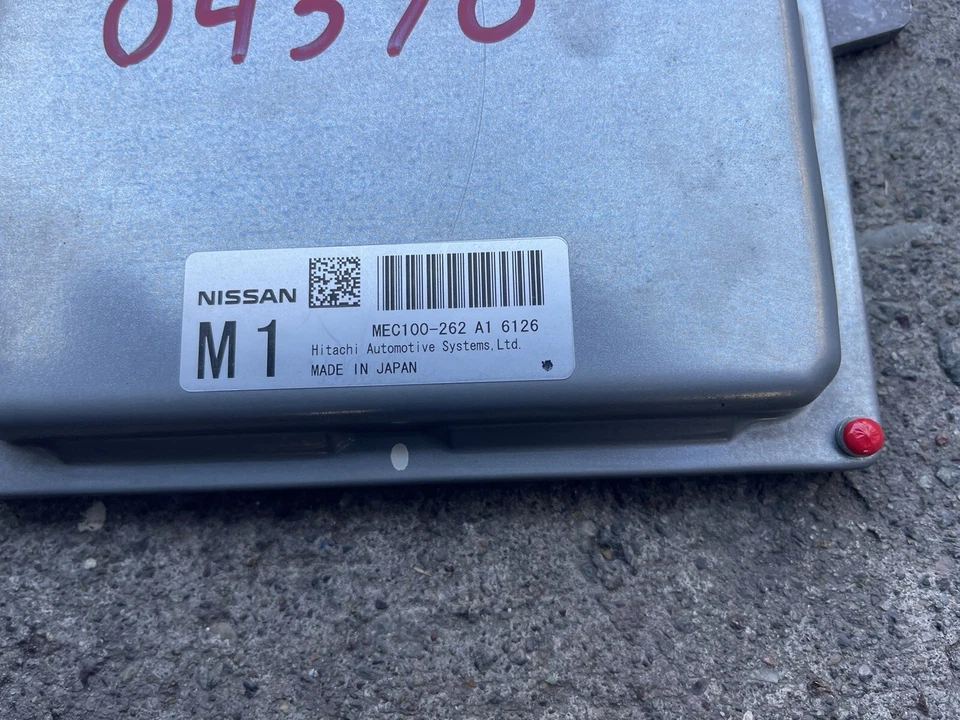 NISSAN
M1
MEC100-262 A1 6126
Hitachi Automotive Systems,Ltd.
MADE IN JAPAN